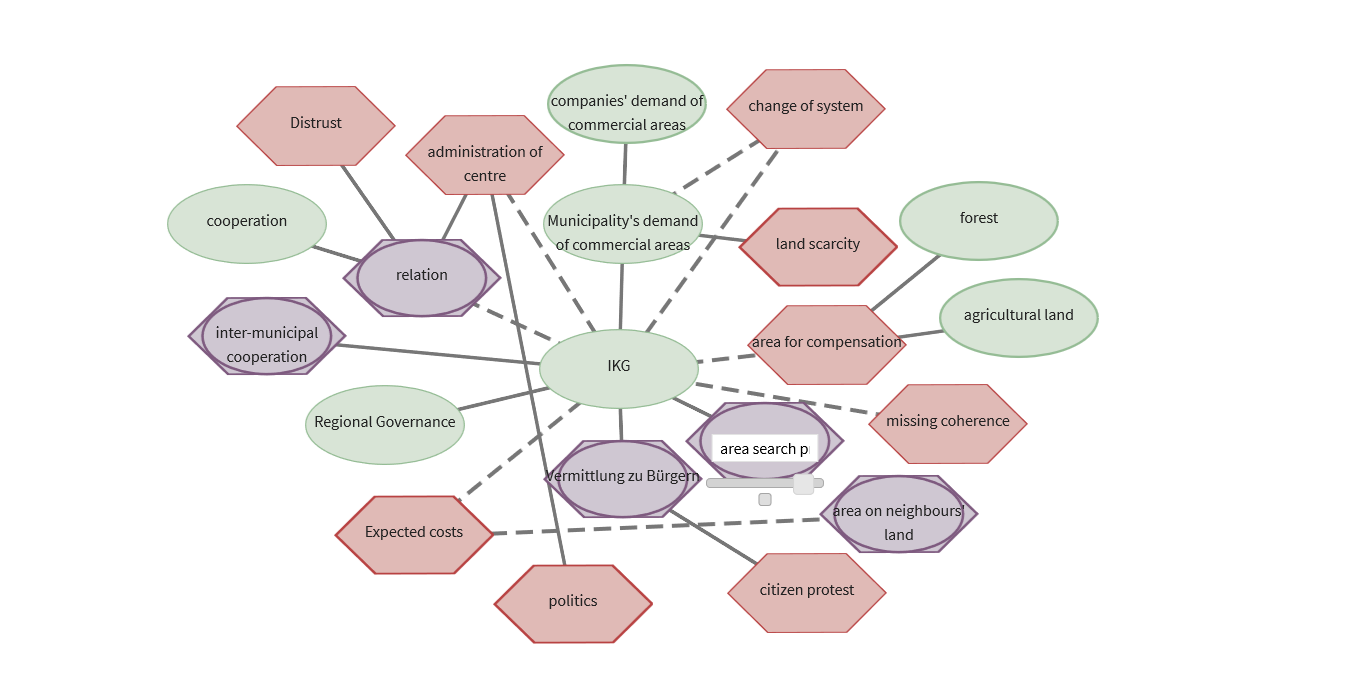 companies' demand of
commercial areas
change of system
Distrust
administration of
centre
cooperation
Municipality's demand
of commercial areas
forest
land scarcity
relation
agricultural land
inter-municipal
cooperation
area for compensation
IKG
Regional Governance
missing coherence
area search
Vermittlung zu Bürgern
area on neighbours'
land
Expected costs
citizen protest
politics